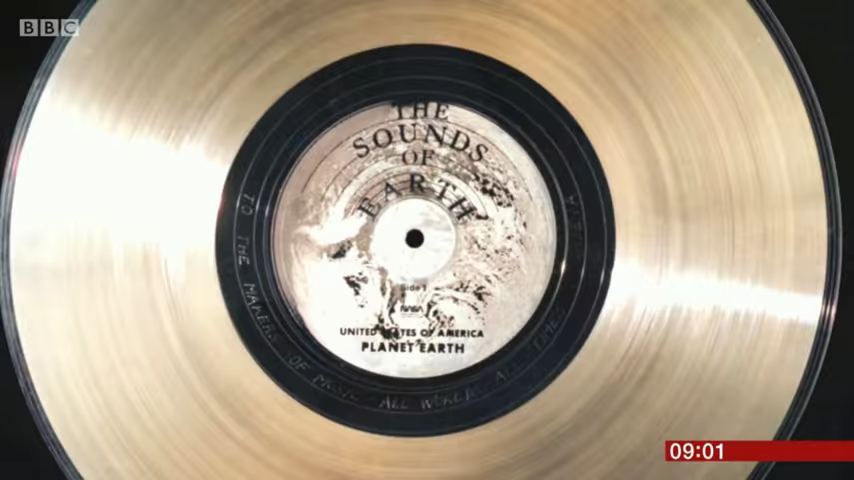 BBC
THE
SOUNDS
OF
EARTH
Side 1
NASA
UNITED STATES OF AMERICA
PLANET EARTH
TO THE MAKERS OF MUSIC - ALL WORLDS, ALL TIMES
09:01